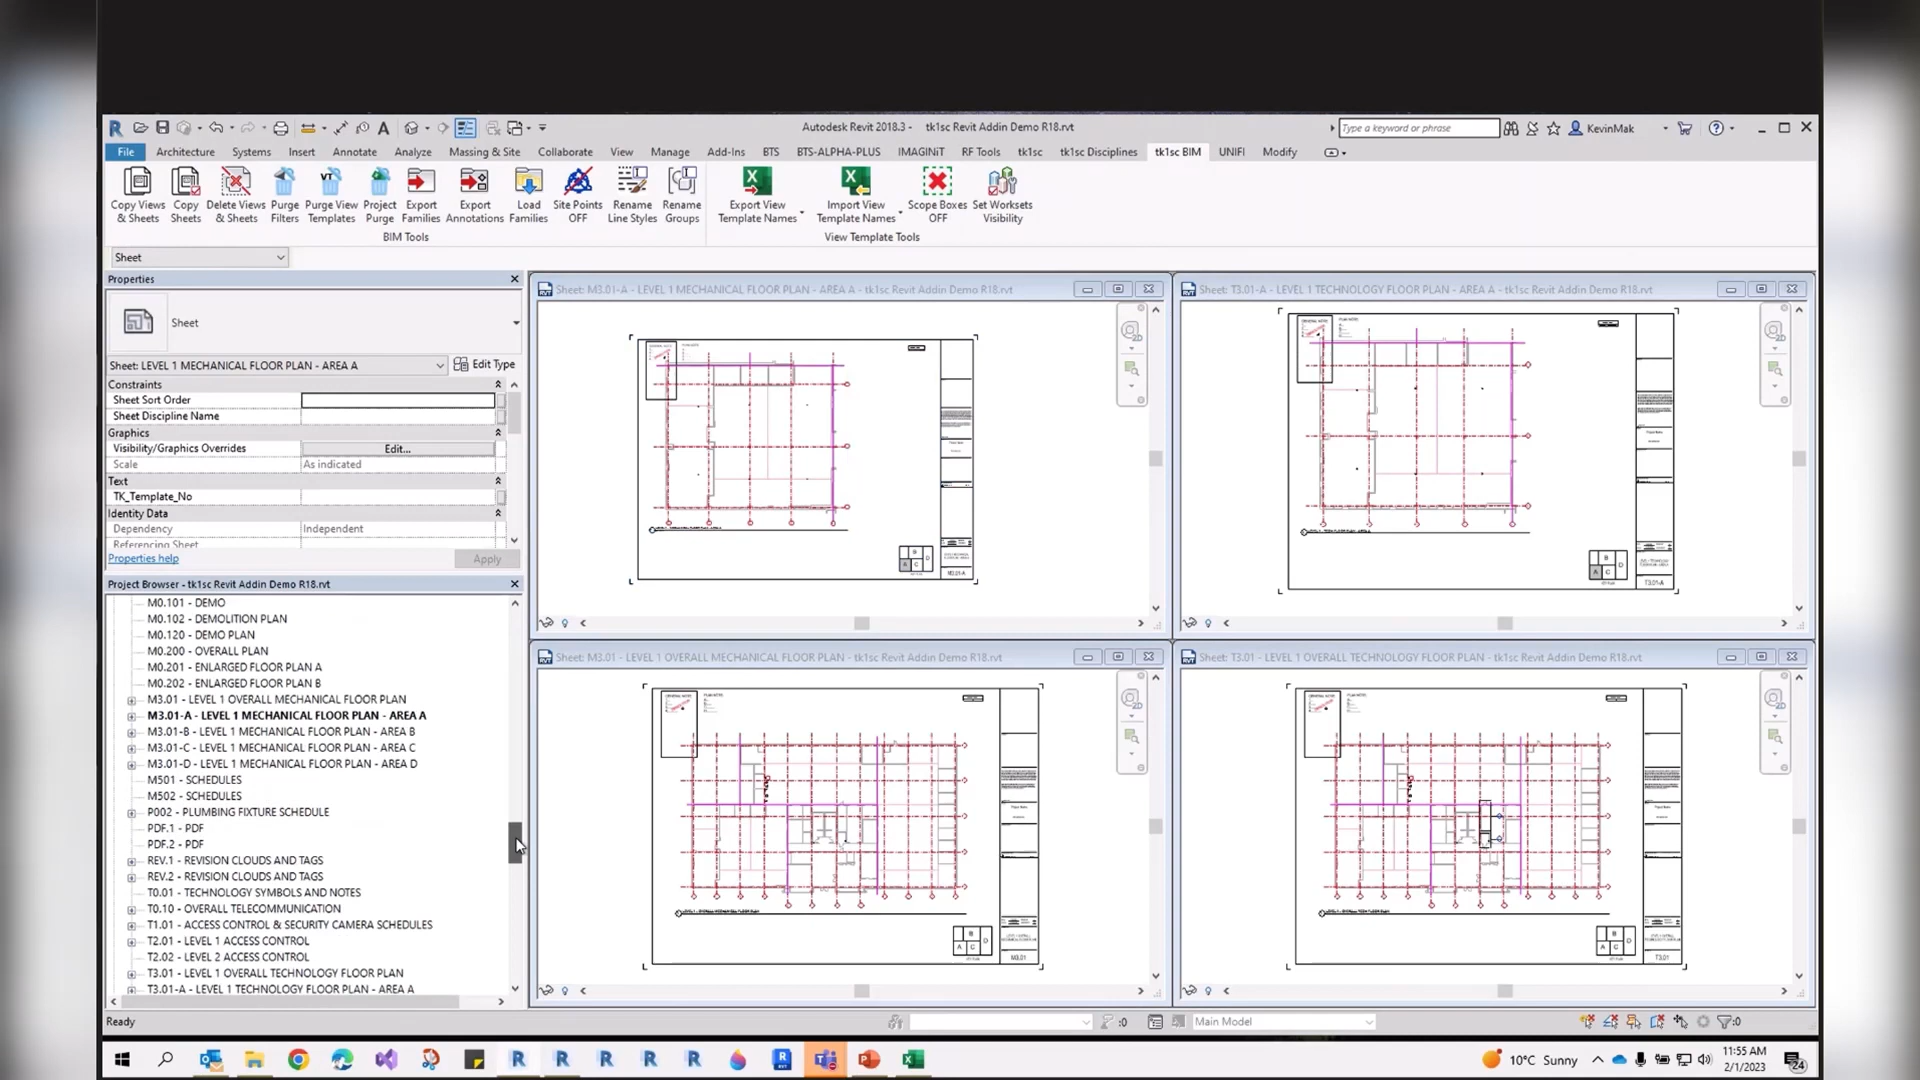 Autodesk Revit 2018.3 - tk1sc Revit Addin Demo R18.rvt
Type a keyword or phrase
KevinMak
File Architecture Systems Insert Annotate Analyze Massing & Site Collaborate View Manage Add-Ins BTS BTS-ALPHA-PLUS IMAGINiT RF Tools tk1sc tk1sc Disciplines tk1sc BIM UNIFI Modify
Copy Views & Sheets
Copy Sheets
Delete Views & Sheets
Purge Filters
Purge View Templates
Project Purge
Export Families
Export Annotations
Load Families
Site Points OFF
Rename Line Styles
Rename Groups
Export View Template Names
Import View Template Names
Scope Boxes OFF
Set Worksets Visibility
BIM Tools
View Template Tools
Sheet
Properties
Sheet
Sheet: LEVEL 1 MECHANICAL FLOOR PLAN - AREA A
Edit Type
Constraints
Sheet Sort Order
Sheet Discipline Name
Graphics
Visibility/Graphics Overrides Edit...
Scale As indicated
Text
TK_Template_No
Identity Data
Dependency Independent
Referencing Sheet
Properties help
Apply
Project Browser - tk1sc Revit Addin Demo R18.rvt
M0.101 - DEMO
M0.102 - DEMOLITION PLAN
M0.120 - DEMO PLAN
M0.200 - OVERALL PLAN
M0.201 - ENLARGED FLOOR PLAN A
M0.202 - ENLARGED FLOOR PLAN B
M3.01 - LEVEL 1 OVERALL MECHANICAL FLOOR PLAN
M3.01-A - LEVEL 1 MECHANICAL FLOOR PLAN - AREA A
M3.01-B - LEVEL 1 MECHANICAL FLOOR PLAN - AREA B
M3.01-C - LEVEL 1 MECHANICAL FLOOR PLAN - AREA C
M3.01-D - LEVEL 1 MECHANICAL FLOOR PLAN - AREA D
M501 - SCHEDULES
M502 - SCHEDULES
P002 - PLUMBING FIXTURE SCHEDULE
PDF.1 - PDF
PDF.2 - PDF
REV.1 - REVISION CLOUDS AND TAGS
REV.2 - REVISION CLOUDS AND TAGS
T0.01 - TECHNOLOGY SYMBOLS AND NOTES
T0.10 - OVERALL TELECOMMUNICATION
T1.01 - ACCESS CONTROL & SECURITY CAMERA SCHEDULES
T2.01 - LEVEL 1 ACCESS CONTROL
T2.02 - LEVEL 2 ACCESS CONTROL
T3.01 - LEVEL 1 OVERALL TECHNOLOGY FLOOR PLAN
T3.01-A - LEVEL 1 TECHNOLOGY FLOOR PLAN - AREA A
Sheet: M3.01-A - LEVEL 1 MECHANICAL FLOOR PLAN - AREA A - tk1sc Revit Addin Demo R18.rvt
B
A C D
M3.01-A
Sheet: T3.01-A - LEVEL 1 TECHNOLOGY FLOOR PLAN - AREA A - tk1sc Revit Addin Demo R18.rvt
B
A C D
T3.01-A
Sheet: M3.01 - LEVEL 1 OVERALL MECHANICAL FLOOR PLAN - tk1sc Revit Addin Demo R18.rvt
B
A C D
M3.01
Sheet: T3.01 - LEVEL 1 OVERALL TECHNOLOGY FLOOR PLAN - tk1sc Revit Addin Demo R18.rvt
B
A C D
T3.01
Ready
:0
Main Model
:0
10°C Sunny
11:55 AM
2/1/2023
24